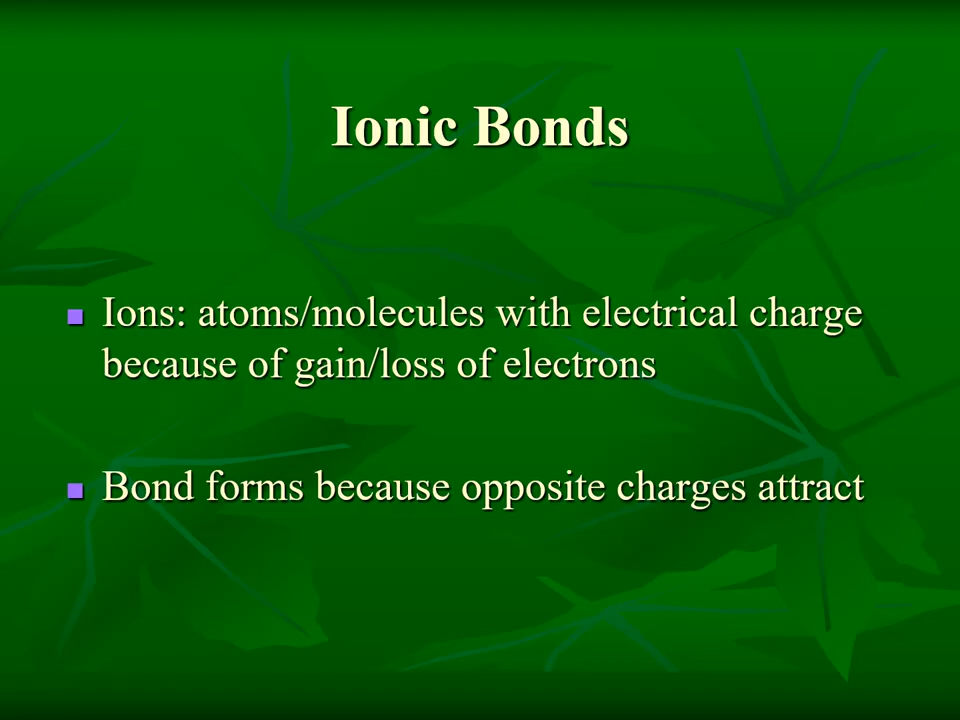 Ionic Bonds
Ions: atoms/molecules with electrical charge
because of gain/loss of electrons
Bond forms because opposite charges attract